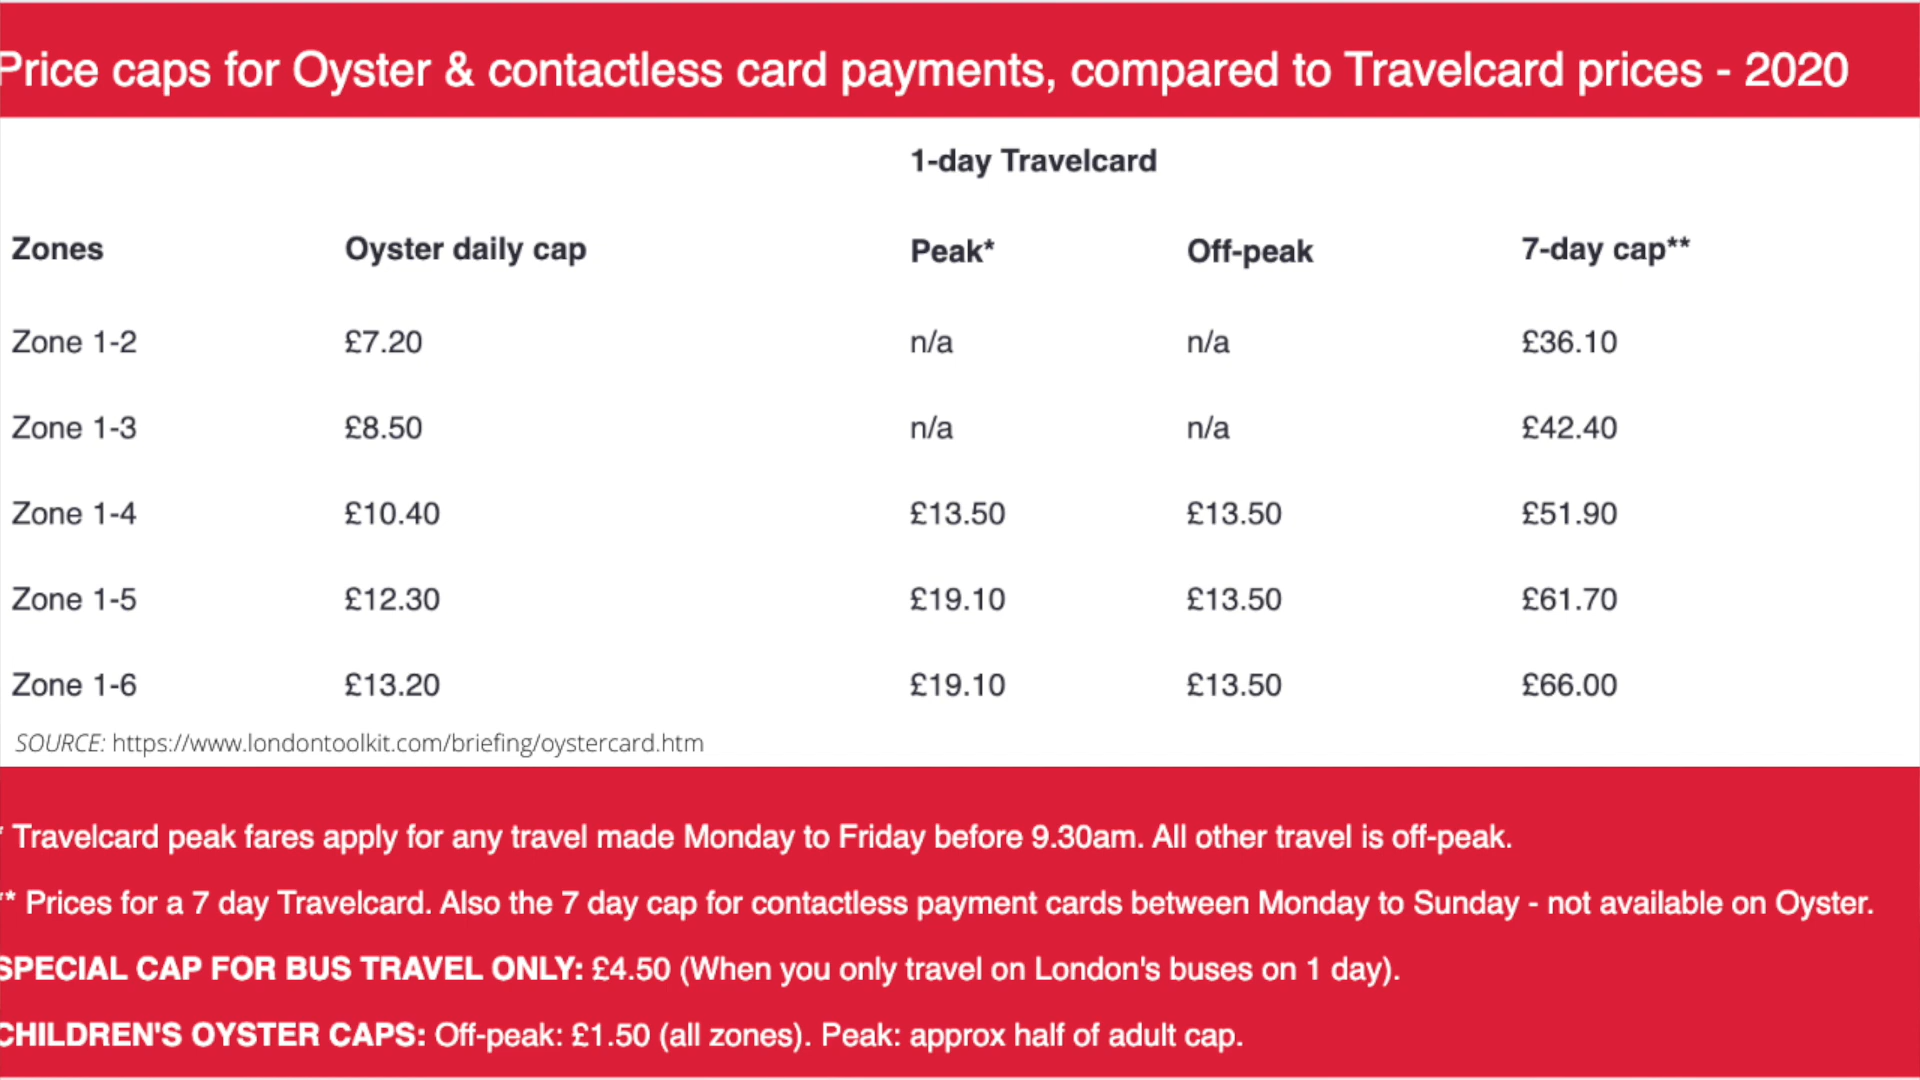 Price caps for Oyster & contactless card payments, compared to Travelcard prices - 2020
1-day Travelcard
Zones Oyster daily cap Peak* Off-peak 7-day cap**
Zone 1-2 £7.20 n/a n/a £36.10
Zone 1-3 £8.50 n/a n/a £42.40
Zone 1-4 £10.40 £13.50 £13.50 £51.90
Zone 1-5 £12.30 £19.10 £13.50 £61.70
Zone 1-6 £13.20 £19.10 £13.50 £66.00
SOURCE: https://www.londontoolkit.com/briefing/oystercard.htm
* Travelcard peak fares apply for any travel made Monday to Friday before 9.30am. All other travel is off-peak.
** Prices for a 7 day Travelcard. Also the 7 day cap for contactless payment cards between Monday to Sunday - not available on Oyster.
SPECIAL CAP FOR BUS TRAVEL ONLY: £4.50 (When you only travel on London's buses on 1 day).
CHILDREN'S OYSTER CAPS: Off-peak: £1.50 (all zones). Peak: approx half of adult cap.